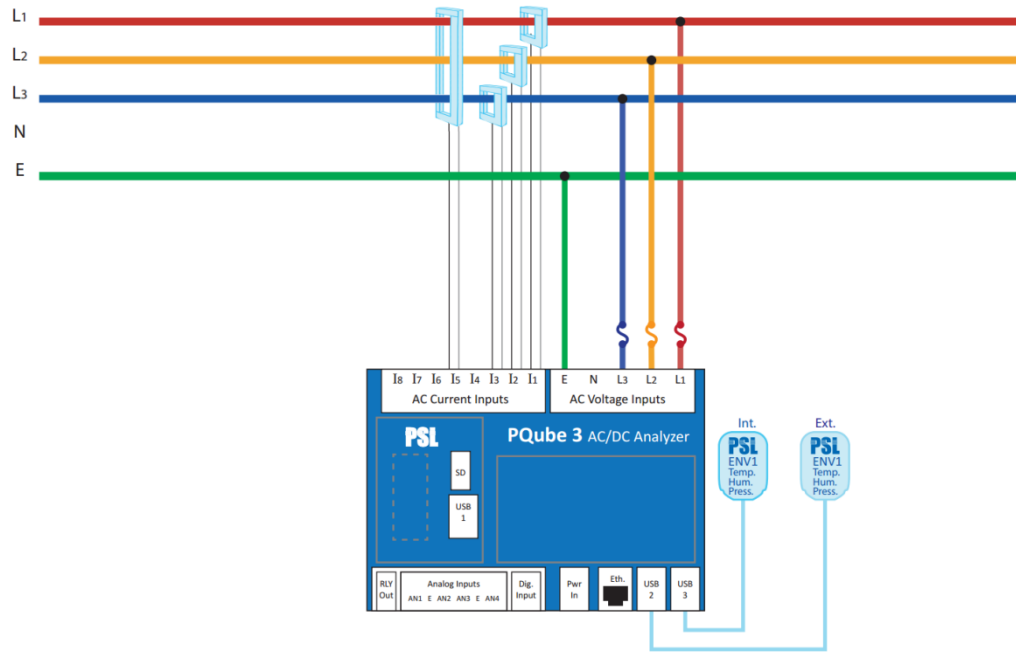 L1
L2
L3
N
E
I8 I7 I6 I5 I4 I3 I2 I1
AC Current Inputs
E N L3 L2 L1
AC Voltage Inputs
PSL
PQube 3 AC/DC Analyzer
SD
USB
1
RLY
Out
Analog Inputs
AN1 E AN2 AN3 E AN4
Dig.
Input
Pwr
In
Eth.
USB
2
USB
3
Int.
PSL
ENV1
Temp.
Hum.
Press.
Ext.
PSL
ENV1
Temp.
Hum.
Press.